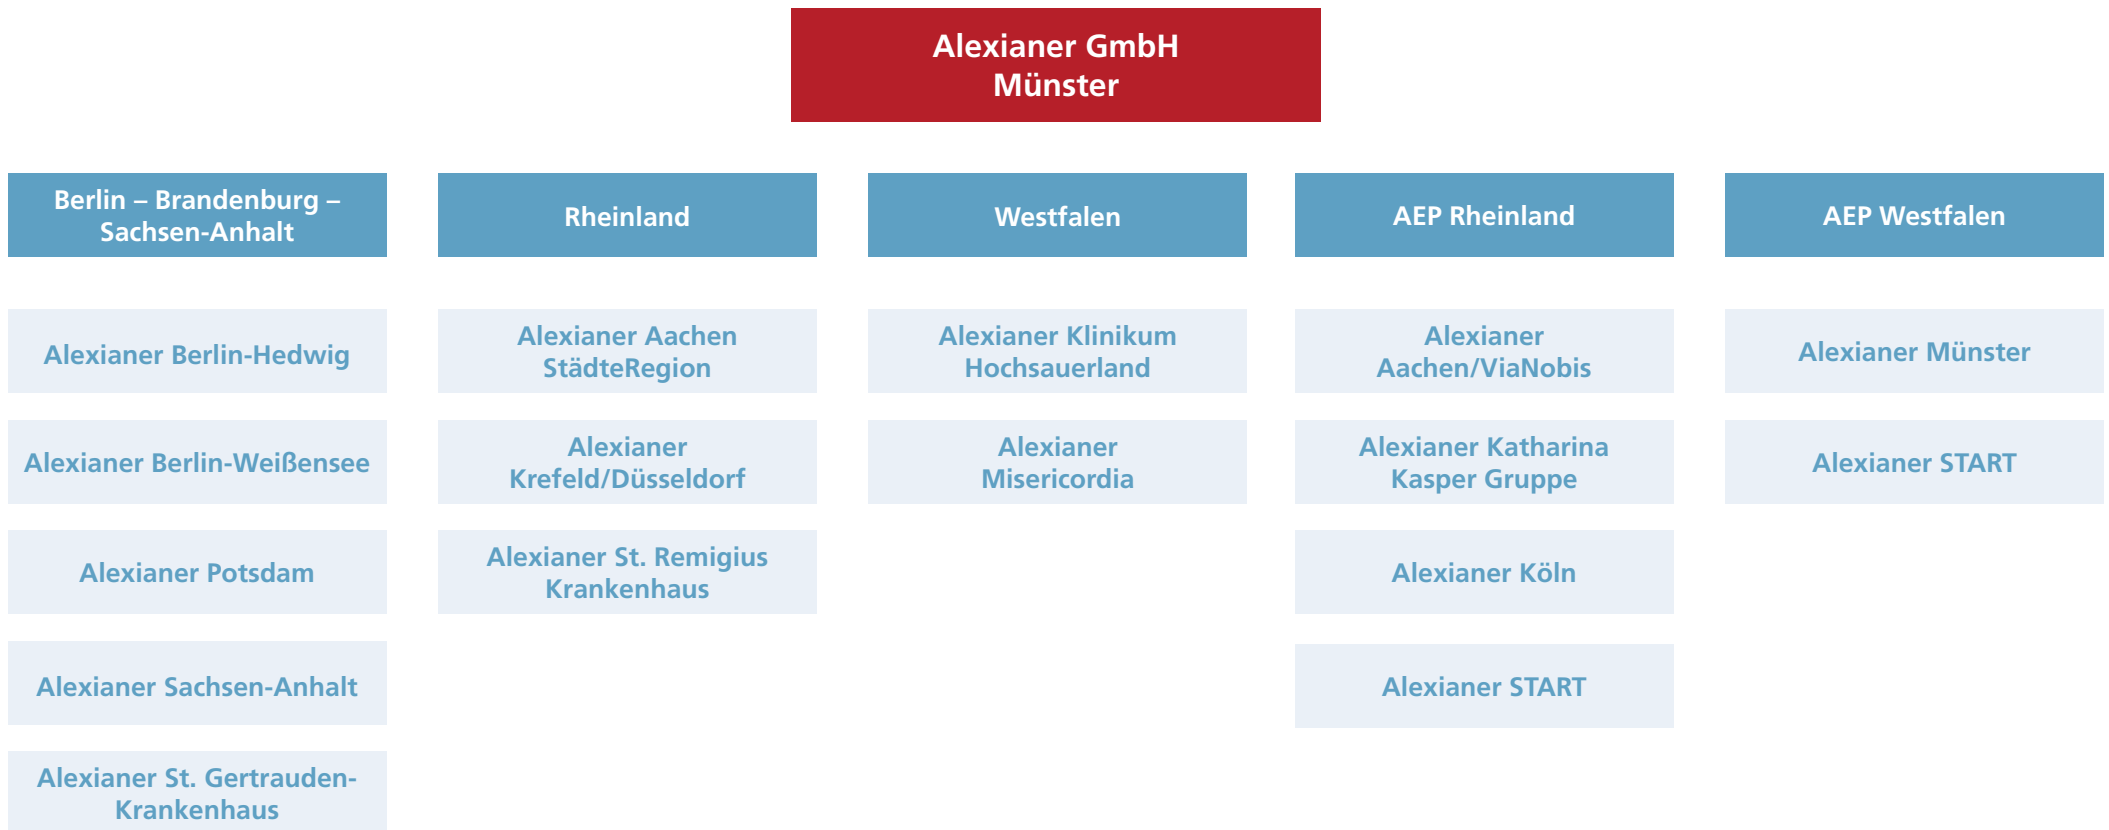 Alexianer GmbH
Münster
Berlin – Brandenburg –
Sachsen-Anhalt
Rheinland
Westfalen
AEP Rheinland
AEP Westfalen
Alexianer Berlin-Hedwig
Alexianer Berlin-Weißensee
Alexianer Potsdam
Alexianer Sachsen-Anhalt
Alexianer St. Gertrauden-
Krankenhaus
Alexianer Aachen
StädteRegion
Alexianer
Krefeld/Düsseldorf
Alexianer St. Remigius
Krankenhaus
Alexianer Klinikum
Hochsauerland
Alexianer
Misericordia
Alexianer
Aachen/ViaNobis
Alexianer Katharina
Kasper Gruppe
Alexianer Köln
Alexianer START
Alexianer Münster
Alexianer START